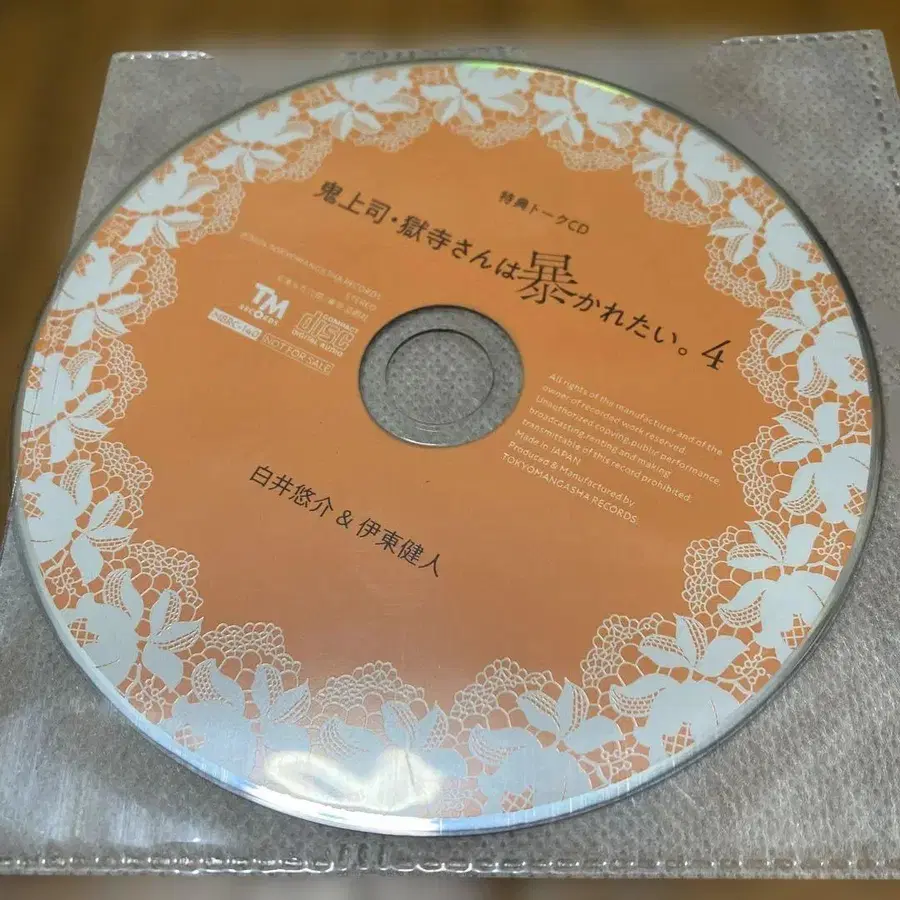 特典トークCD
鬼上司・獄寺さんは暴かれたい。4
STEREO
TM
RECORDS
COMPACT
disc
DIGITAL AUDIO
NOT FOR SALE
All rights of the manufacturer and of the
owner of recorded work reserved.
Unauthorized copying, public performance,
broadcasting, renting and making
transmittable of this record prohibited.
Made in JAPAN
Produced & Manufactured by
TOKYOMANGASHA RECORDS.
白井悠介 & 伊東健人